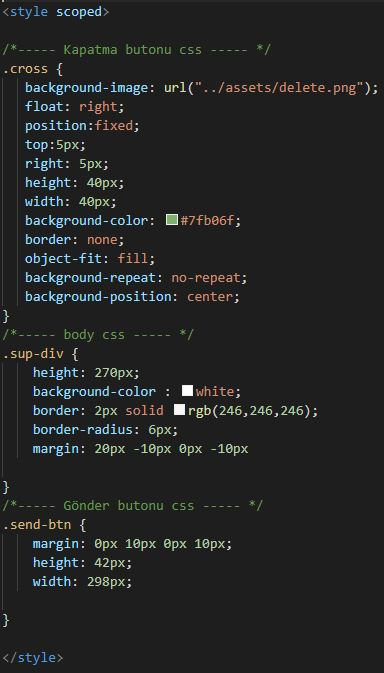 <style scoped>
/*----- Kapatma butonu css ----- */
.cross {
background-image: url("../assets/delete.png");
float: right;
position:fixed;
top:5px;
right: 5px;
height: 40px;
width: 40px;
background-color: #7fb06f;
border: none;
object-fit: fill;
background-repeat: no-repeat;
background-position: center;
}
/*----- body css ----- */
.sup-div {
height: 270px;
background-color : white;
border: 2px solid rgb(246,246,246);
border-radius: 6px;
margin: 20px -10px 0px -10px
}
/*----- Gönder butonu css ----- */
.send-btn {
margin: 0px 10px 0px 10px;
height: 42px;
width: 298px;
}
</style>